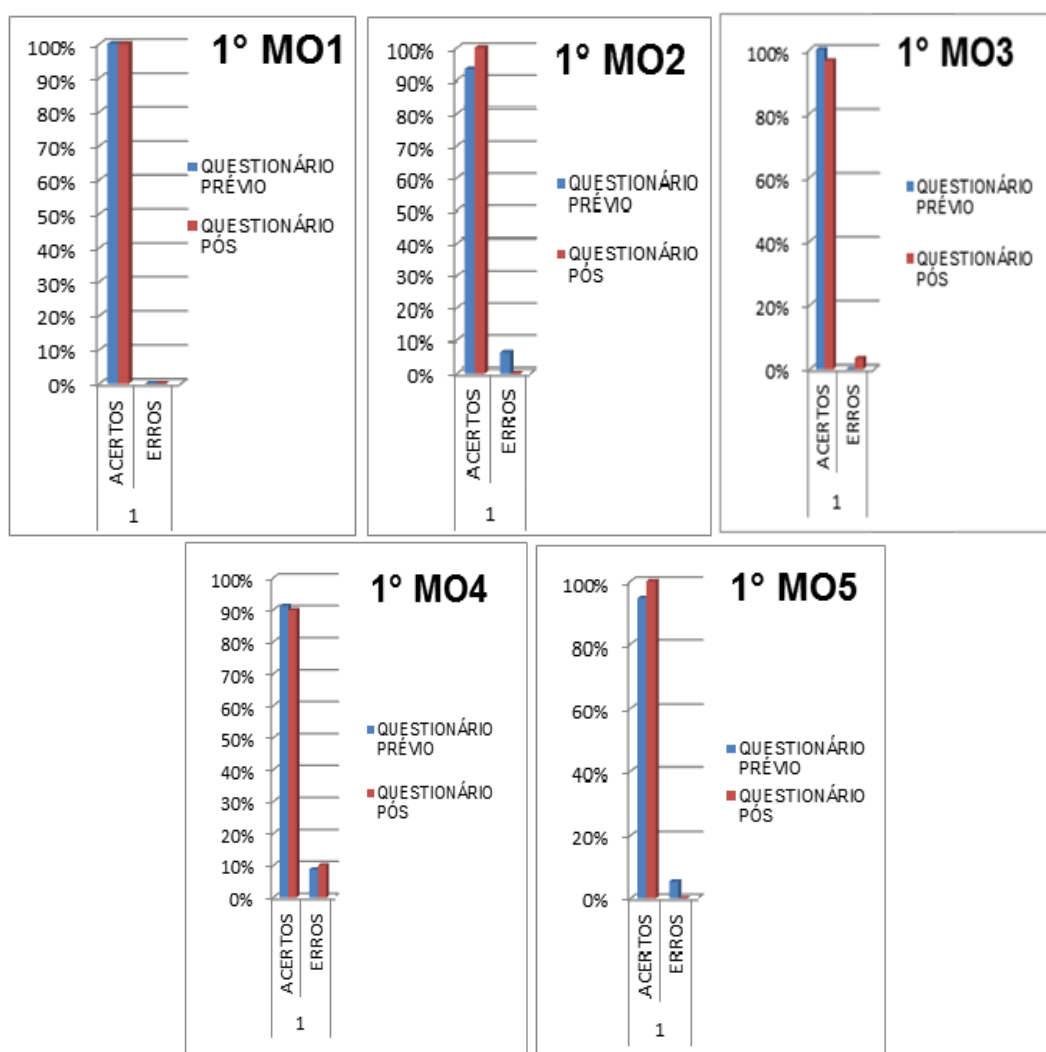 1° MO1
100%
90%
80%
70%
60%
50%
40%
30%
20%
10%
0%
QUESTIONÁRIO
PRÉVIO
QUESTIONÁRIO
PÓS
ACERTOS
ERROS
1
1° MO2
100%
90%
80%
70%
60%
50%
40%
30%
20%
10%
0%
QUESTIONÁRIO
PRÉVIO
QUESTIONÁRIO
PÓS
ACERTOS
ERROS
1
1° MO3
100%
80%
60%
40%
20%
0%
QUESTIONÁRIO
PRÉVIO
QUESTIONÁRIO
PÓS
ACERTOS
ERROS
1
1° MO4
100%
90%
80%
70%
60%
50%
40%
30%
20%
10%
0%
QUESTIONÁRIO
PRÉVIO
QUESTIONÁRIO
PÓS
ACERTOS
ERROS
1
1° MO5
100%
80%
60%
40%
20%
0%
QUESTIONÁRIO
PRÉVIO
QUESTIONÁRIO
PÓS
ACERTOS
ERROS
1